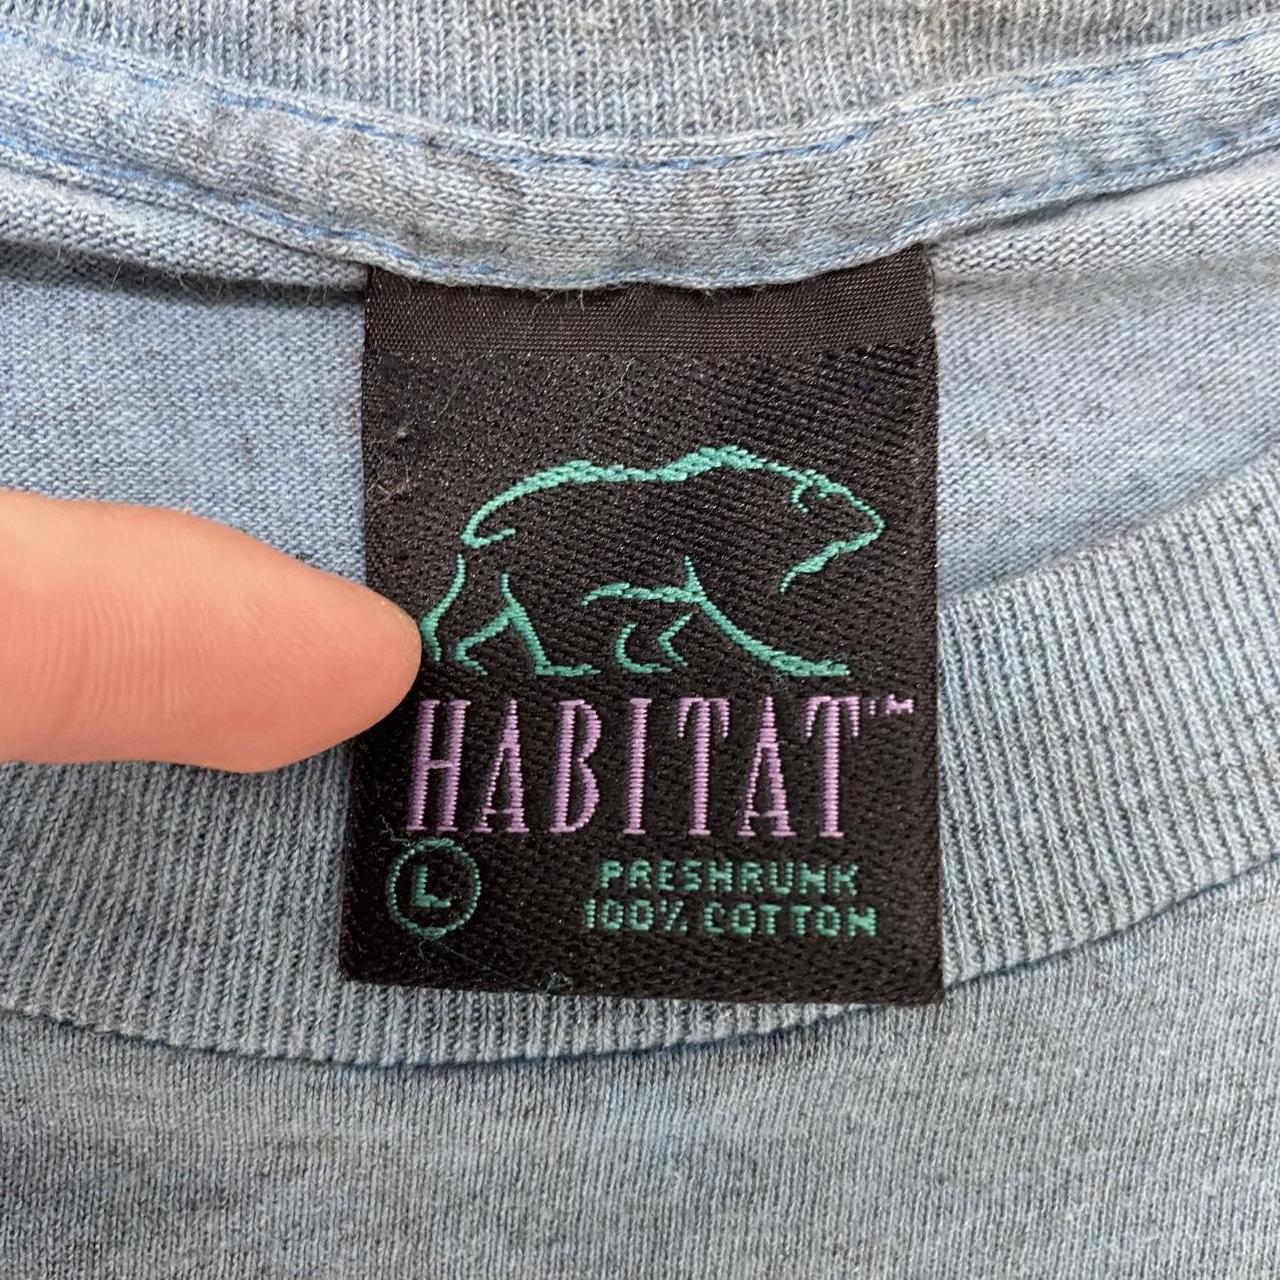 HABITAT™
L
PRESHRUNK
100% COTTON